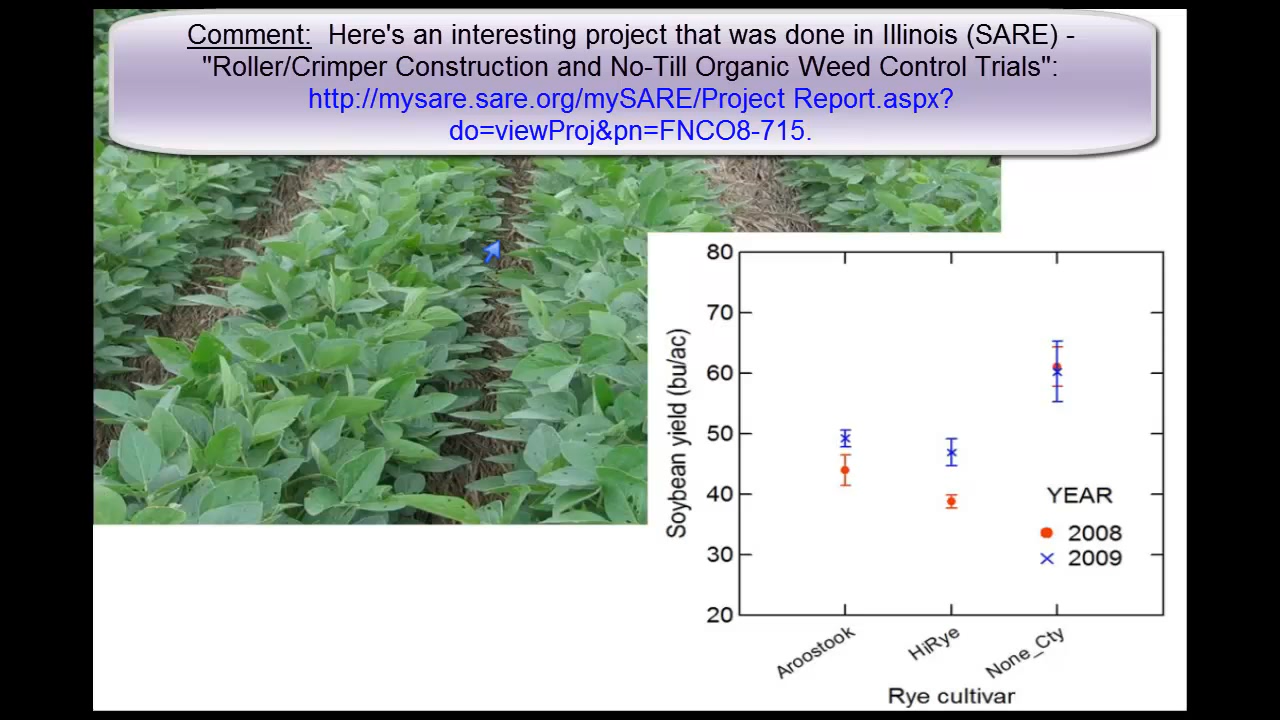 Comment: Here's an interesting project that was done in Illinois (SARE) -
"Roller/Crimper Construction and No-Till Organic Weed Control Trials":
http://mysare.sare.org/mySARE/Project Report.aspx?
do=viewProj&pn=FNCO8-715.
80
70
60
50
40
30
20
Soybean yield (bu/ac)
YEAR
2008
2009
Aroostook
HiRye
None_Cty
Rye cultivar